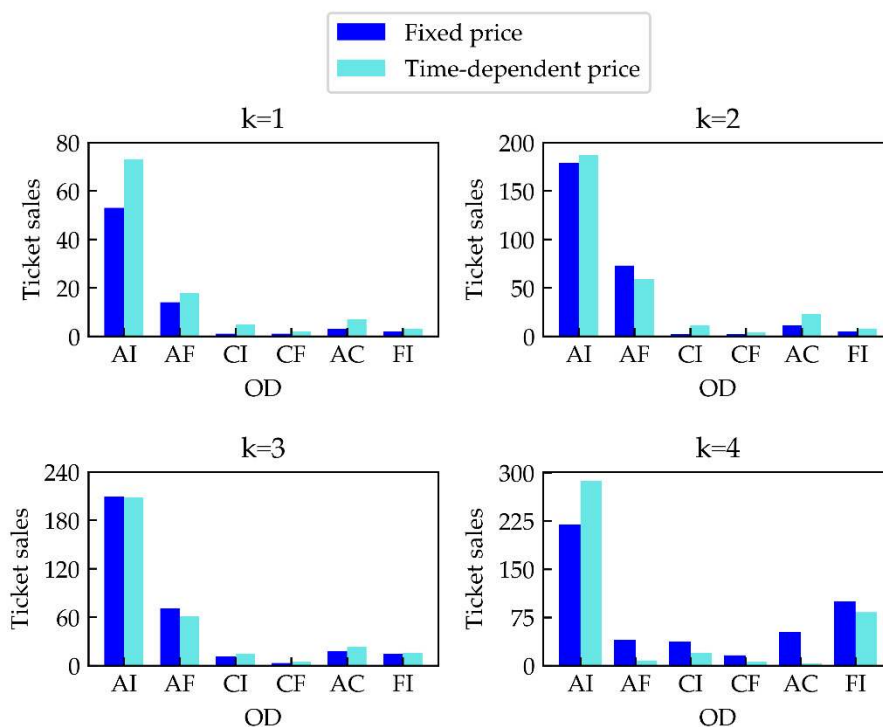 Fixed price
Time-dependent price
k=1
80
60
40
20
0
Ticket sales
AI AF CI CF AC FI
OD
k=2
200
150
100
50
0
Ticket sales
AI AF CI CF AC FI
OD
k=3
240
180
120
60
0
Ticket sales
AI AF CI CF AC FI
OD
k=4
300
225
150
75
0
Ticket sales
AI AF CI CF AC FI
OD